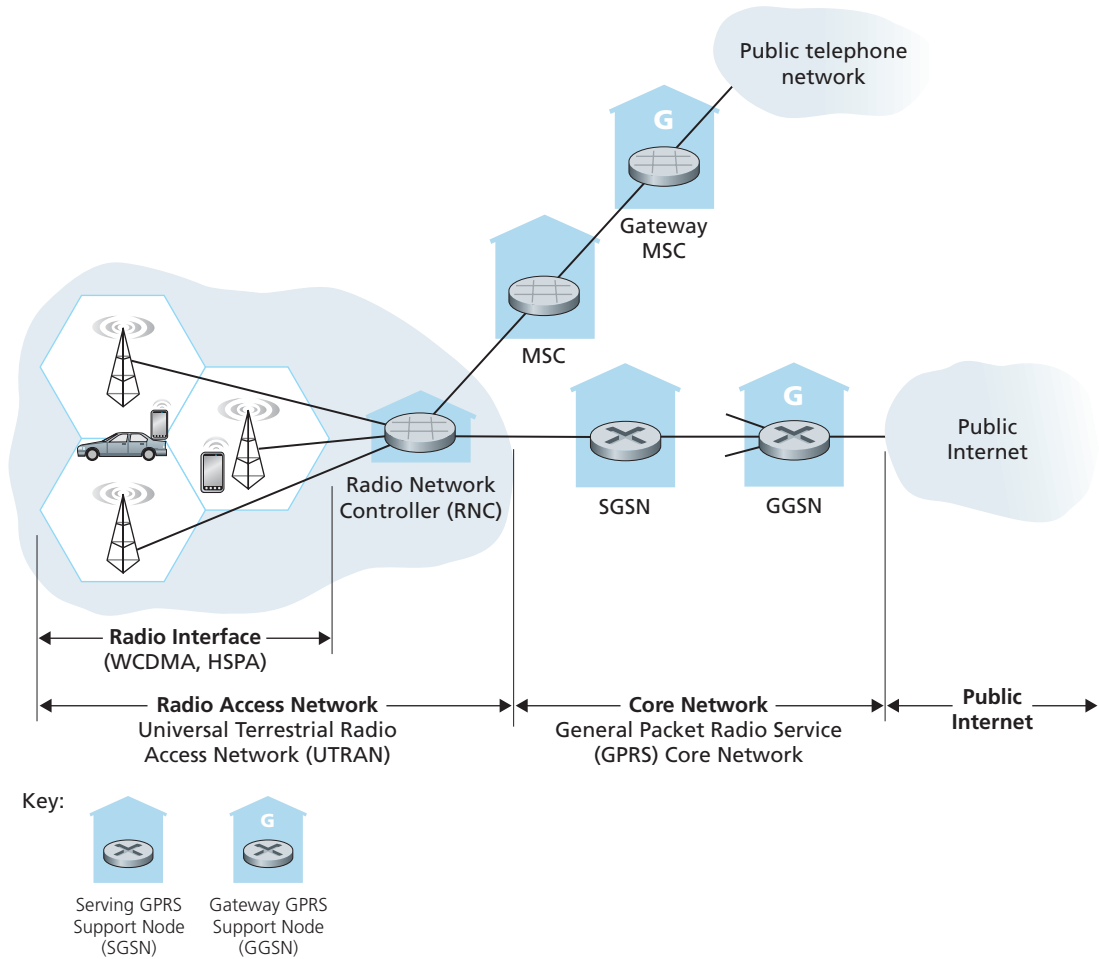 Public telephone
network
G
Gateway
MSC
MSC
G
Public
Internet
Radio Network
Controller (RNC)
SGSN
GGSN
Radio Interface
(WCDMA, HSPA)
Radio Access Network
Universal Terrestrial Radio
Access Network (UTRAN)
Core Network
General Packet Radio Service
(GPRS) Core Network
Public
Internet
Key:
G
Serving GPRS
Support Node
(SGSN)
Gateway GPRS
Support Node
(GGSN)